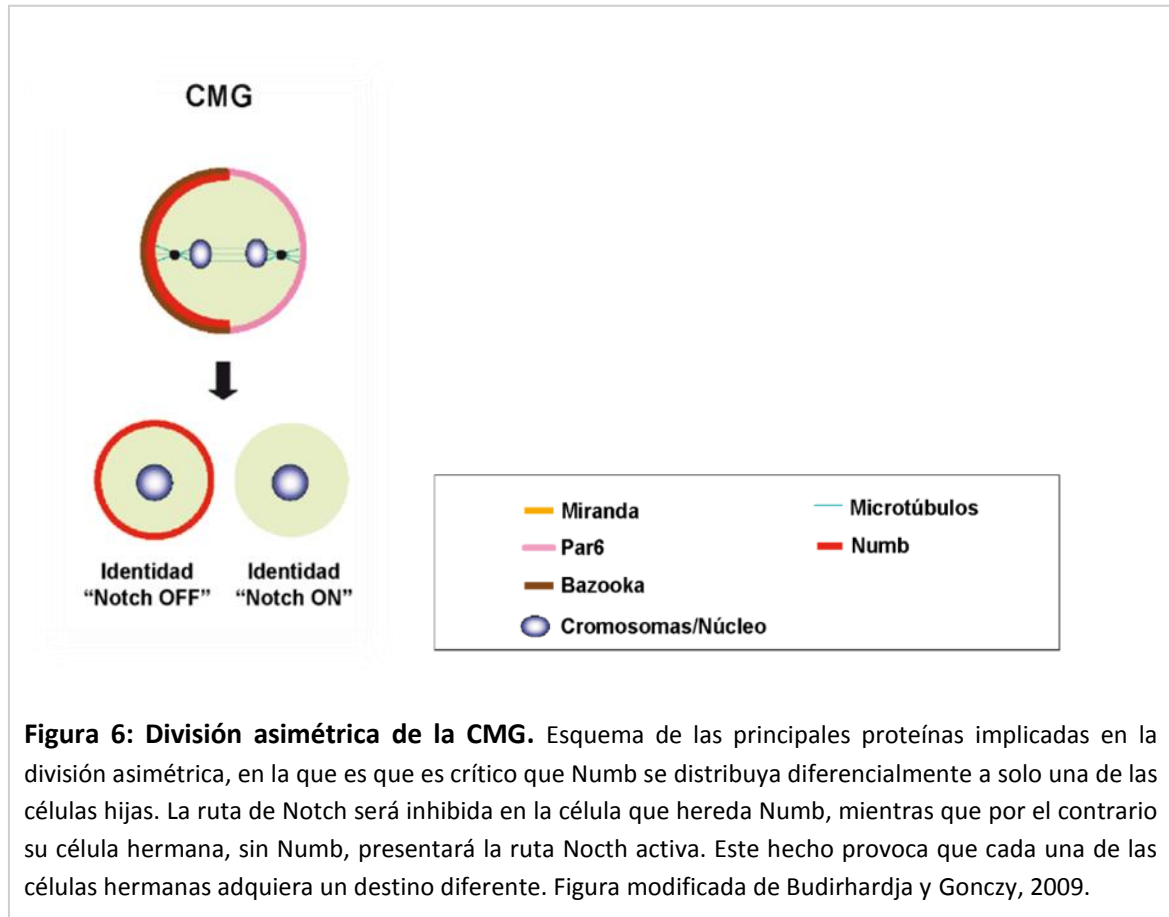 CMG
Identidad
“Notch OFF”
Identidad
“Notch ON”
Miranda
Par6
Bazooka
Cromosomas/Núcleo
Microtúbulos
Numb
Figura 6: División asimétrica de la CMG. Esquema de las principales proteínas implicadas en la
división asimétrica, en la que es que es crítico que Numb se distribuya diferencialmente a solo una de las
células hijas. La ruta de Notch será inhibida en la célula que hereda Numb, mientras que por el contrario
su célula hermana, sin Numb, presentará la ruta Nocth activa. Este hecho provoca que cada una de las
células hermanas adquiera un destino diferente. Figura modificada de Budirhardja y Gonczy, 2009.